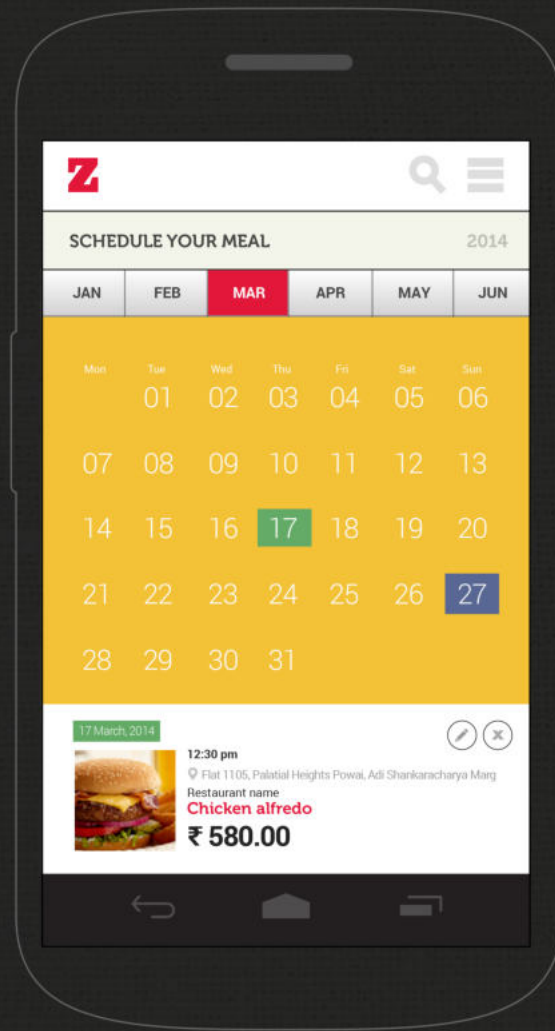 Z
SCHEDULE YOUR MEAL 2014
JAN FEB MAR APR MAY JUN
Mon Tue Wed Thu Fri Sat Sun
01 02 03 04 05 06
07 08 09 10 11 12 13
14 15 16 17 18 19 20
21 22 23 24 25 26 27
28 29 30 31
17 March, 2014
12:30 pm
Flat 1105, Palatial Heights Powai, Adi Shankaracharya Marg
Restaurant name
Chicken alfredo
₹ 580.00